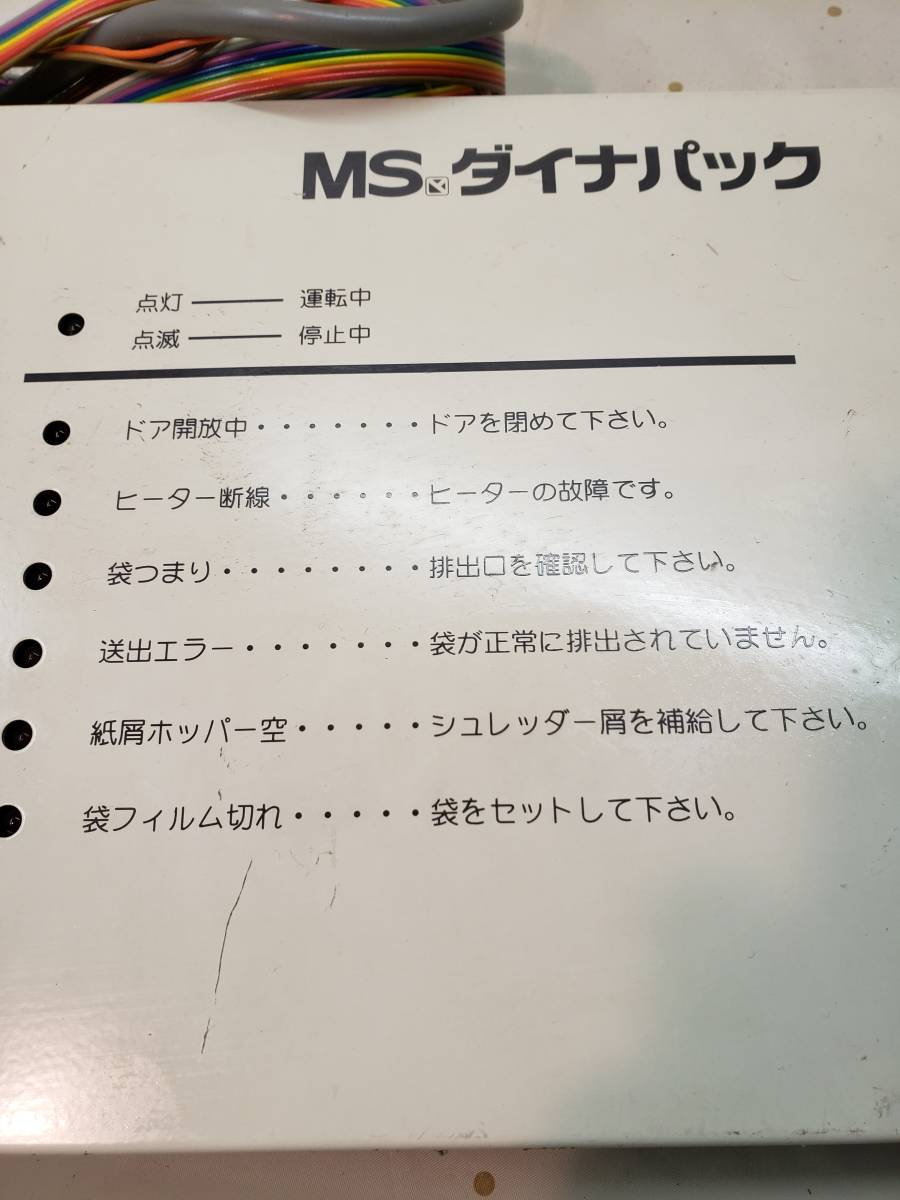 MSダイナパック
点灯 ―― 運転中
点滅 ―― 停止中
ドア開放中・・・・・・・ドアを閉めて下さい。
ヒーター断線・・・・・・ヒーターの故障です。
袋つまり・・・・・・・・排出口を確認して下さい。
送出エラー・・・・・・・袋が正常に排出されていません。
紙屑ホッパー空・・・・・シュレッダー屑を補給して下さい。
袋フィルム切れ・・・・・袋をセットして下さい。